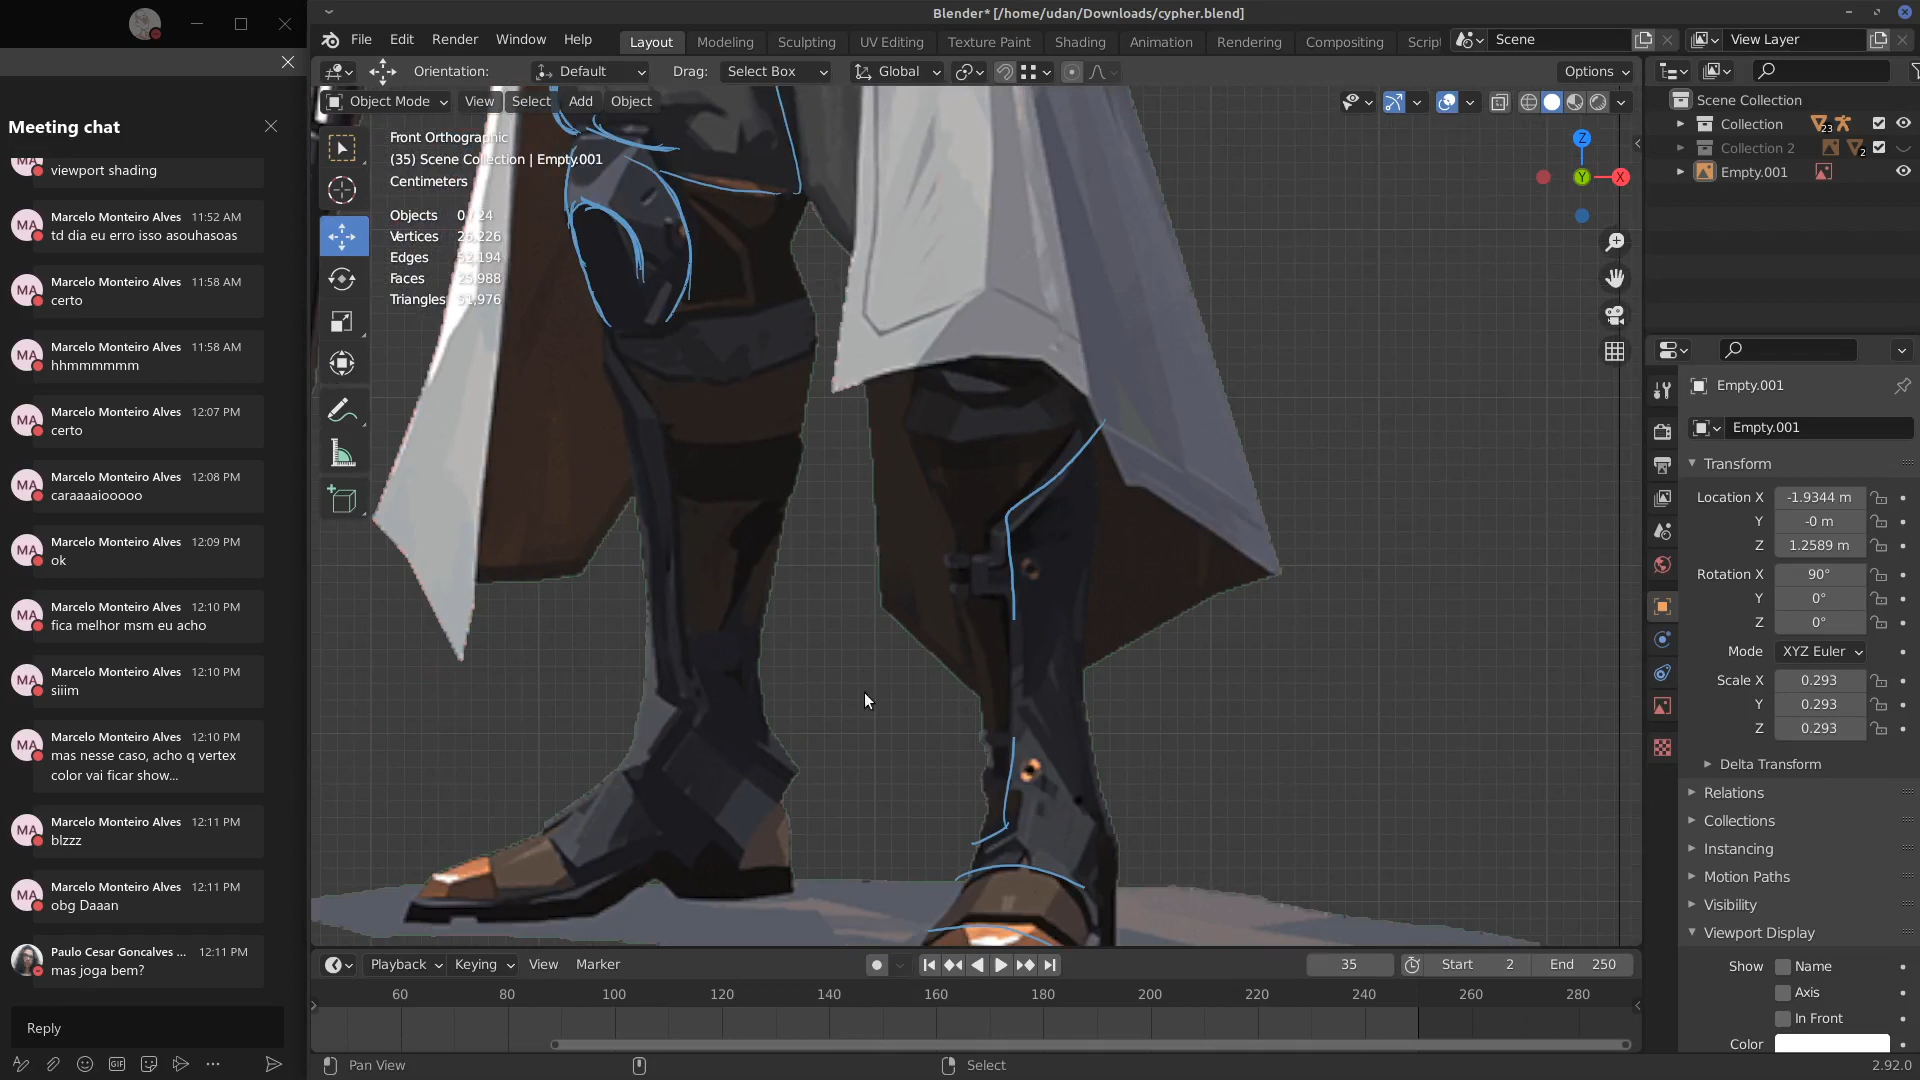 Blender* [/home/udan/Downloads/cypher.blend]
File Edit Render Window Help
Layout Modeling Sculpting UV Editing Texture Paint Shading Animation Rendering Compositing
Scene
View Layer
Orientation: Default Drag: Select Box Global Options
Object Mode View Select Add Object
Meeting chat
viewport shading
Marcelo Monteiro Alves 11:52 AM
td dia eu erro isso asouhasoas
Marcelo Monteiro Alves 11:58 AM
certo
Marcelo Monteiro Alves 11:58 AM
hhmmmmmm
Marcelo Monteiro Alves 12:07 PM
certo
Marcelo Monteiro Alves 12:08 PM
caraaaaiooooo
Marcelo Monteiro Alves 12:09 PM
ok
Marcelo Monteiro Alves 12:10 PM
fica melhor msm eu acho
Marcelo Monteiro Alves 12:10 PM
siiim
Marcelo Monteiro Alves 12:10 PM
mas nesse caso, acho q vertex
color vai ficar show...
Marcelo Monteiro Alves 12:11 PM
blzzz
Marcelo Monteiro Alves 12:11 PM
obg Daaan
Paulo Cesar Goncalves ... 12:11 PM
mas joga bem?
Reply
Front Orthographic
(35) Scene Collection | Empty.001
Centimeters
Objects
Vertices
Edges
Faces
Triangles
Z
Y
X
Scene Collection
Collection 23
Collection 2 2
Empty.001
Empty.001
Empty.001
Transform
Location X -1.9344 m
Y -0 m
Z 1.2589 m
Rotation X 90°
Y 0°
Z 0°
Mode XYZ Euler
Scale X 0.293
Y 0.293
Z 0.293
Delta Transform
Relations
Collections
Instancing
Motion Paths
Visibility
Viewport Display
Show Name
Axis
In Front
Color
Playback Keying View Marker
35 Start 2 End 250
60 80 100 120 140 160 180 200 220 240 260 280
Pan View
Select
2.92.0